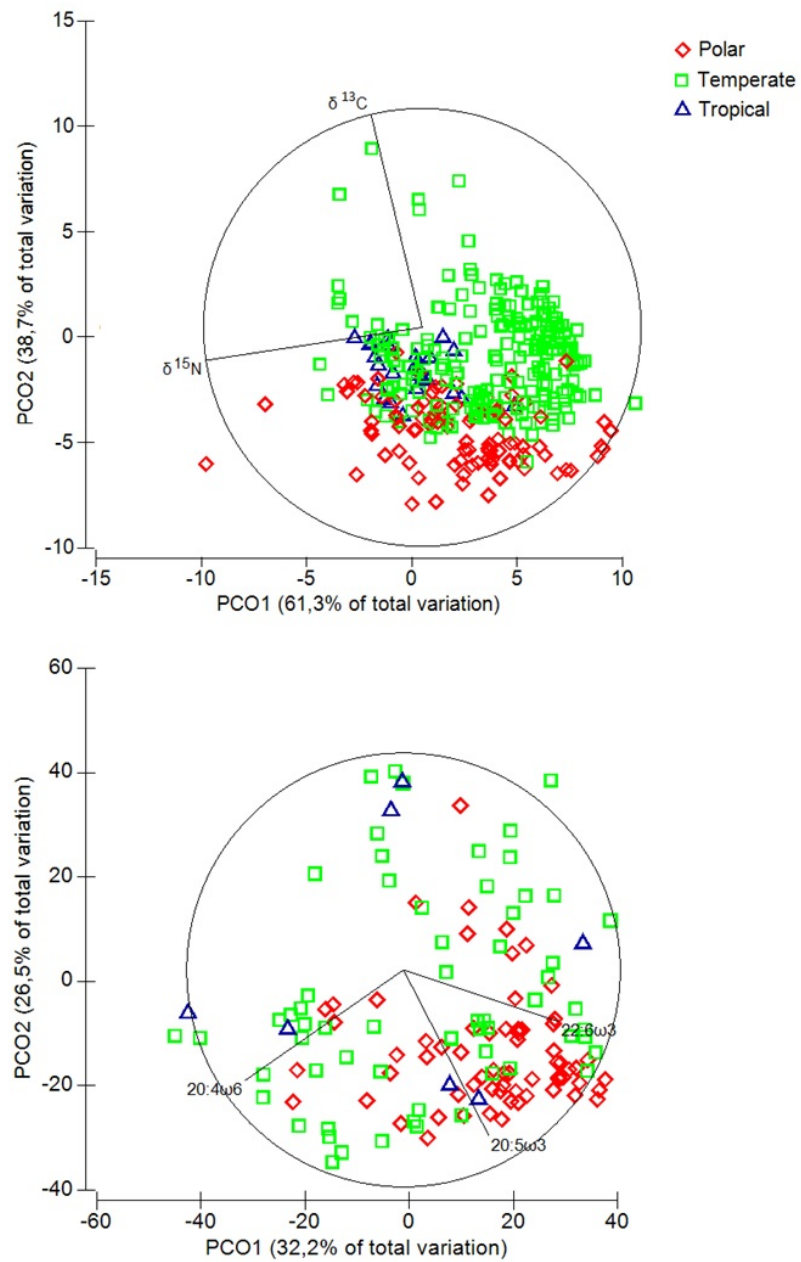 15
10
5
0
-5
-10
PCO2 (38,7% of total variation)
δ 13C
δ 15N
Polar
Temperate
Tropical
-15 -10 -5 0 5 10
PCO1 (61,3% of total variation)
60
40
20
0
-20
-40
PCO2 (26,5% of total variation)
22:6ω3
20:4ω6
20:5ω3
-60 -40 -20 0 20 40
PCO1 (32,2% of total variation)